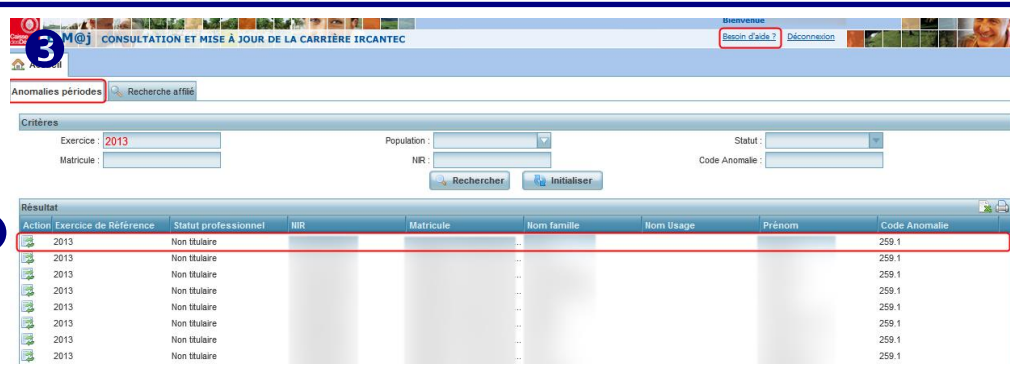 Bienvenue
3
M@j CONSULTATION ET MISE À JOUR DE LA CARRIÈRE IRCANTEC
Besoin d'aide ? Déconnexion
Anomalies périodes Recherche affilié
Critères
Exercice : 2013 Population : Statut :
Matricule : NIR : Code Anomalie :
Rechercher Initialiser
Résultat
Action Exercice de Référence Statut professionnel NIR Matricule Nom famille Nom Usage Prénom Code Anomalie
2013 Non titulaire .. 259.1
2013 Non titulaire .. 259.1
2013 Non titulaire .. 259.1
2013 Non titulaire .. 259.1
2013 Non titulaire .. 259.1
2013 Non titulaire .. 259.1
2013 Non titulaire .. 259.1
2013 Non titulaire .. 259.1